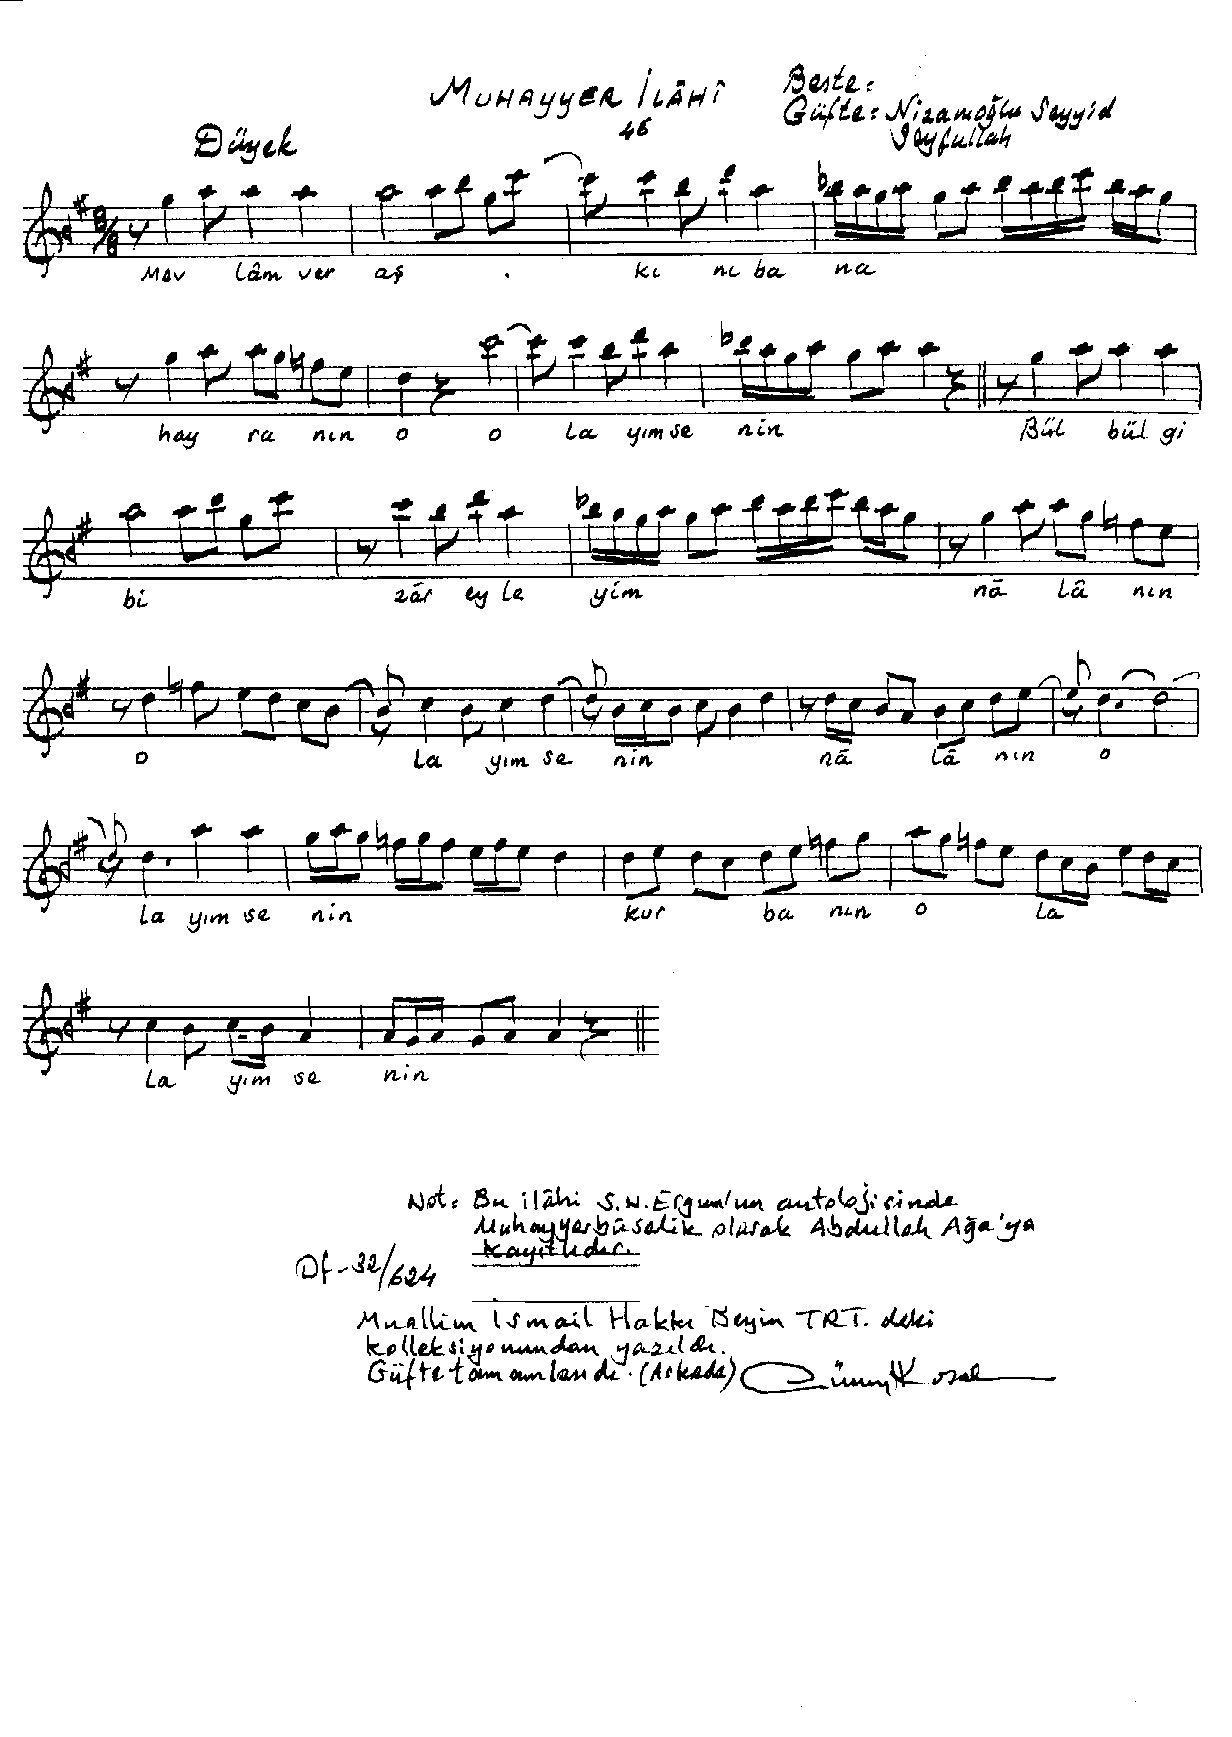 MUHAYYER İLÂHÎ
46
Beste:
Güfte: Nizamoğlu Seyyid
Seyfullah
Düyek
8/8
Mev lâm ver aş . kı nı ba na
hay ra nın o o la yım se nin Bül bül gi
bi zâr ey le yim nâ lâ nın
o la yım se nin nâ lâ nın o
la yım se nin kur ba nın o la
la yım se nin
Not: Bu ilâhi S.N. Ergun'un antolojisinde
Muhayyerbûselik olarak Abdullah Ağa'ya
kayıtlıdır.
Df-32/624
Muallim İsmail Hakkı Beyin TRT. deki
kolleksiyonundan yazıldı.
Güfte tamamlandı. (Arkada)